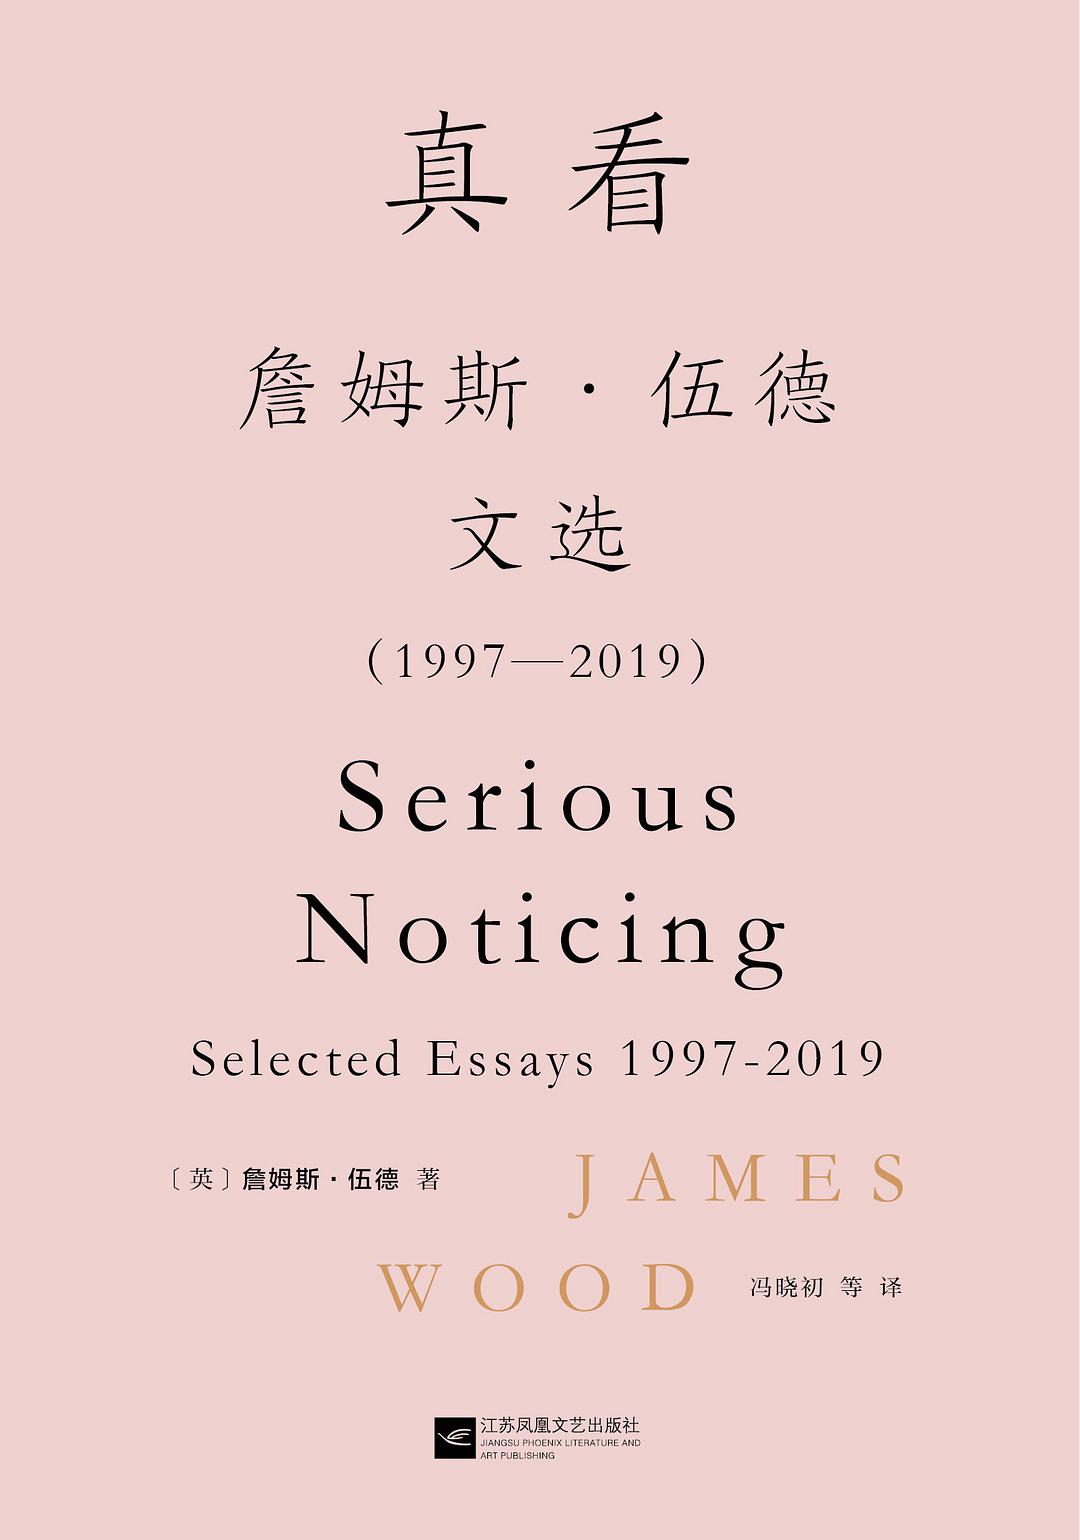 真看
詹姆斯·伍德
文选
（1997—2019）
Serious
Noticing
Selected Essays 1997-2019
〔英〕詹姆斯·伍德 著
JAMES
WOOD
冯晓初 等 译
江苏凤凰文艺出版社
JIANGSU PHOENIX LITERATURE AND
ART PUBLISHING